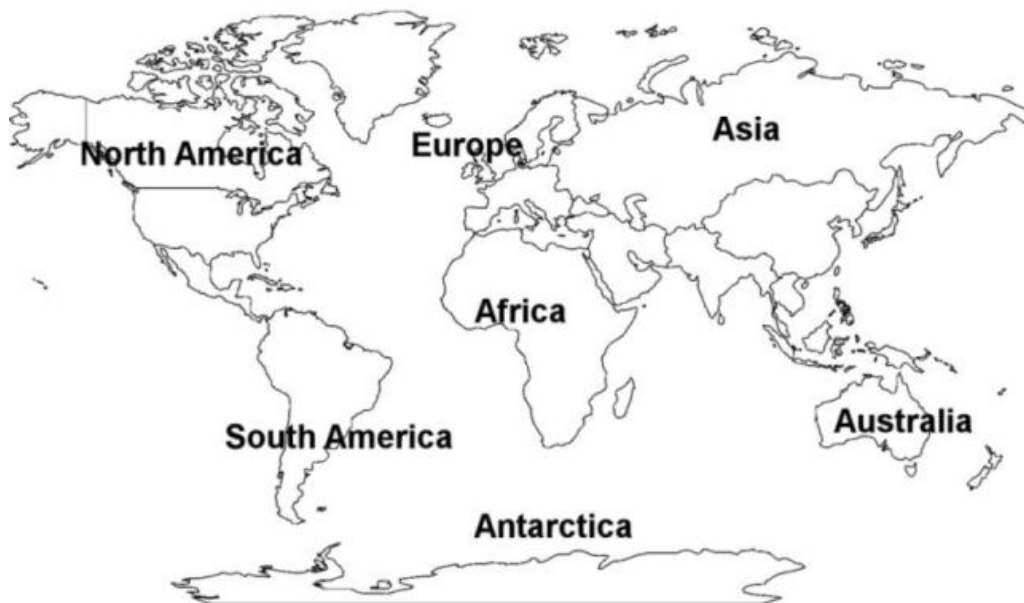 Asia
Europe
North America
Africa
Australia
South America
Antarctica